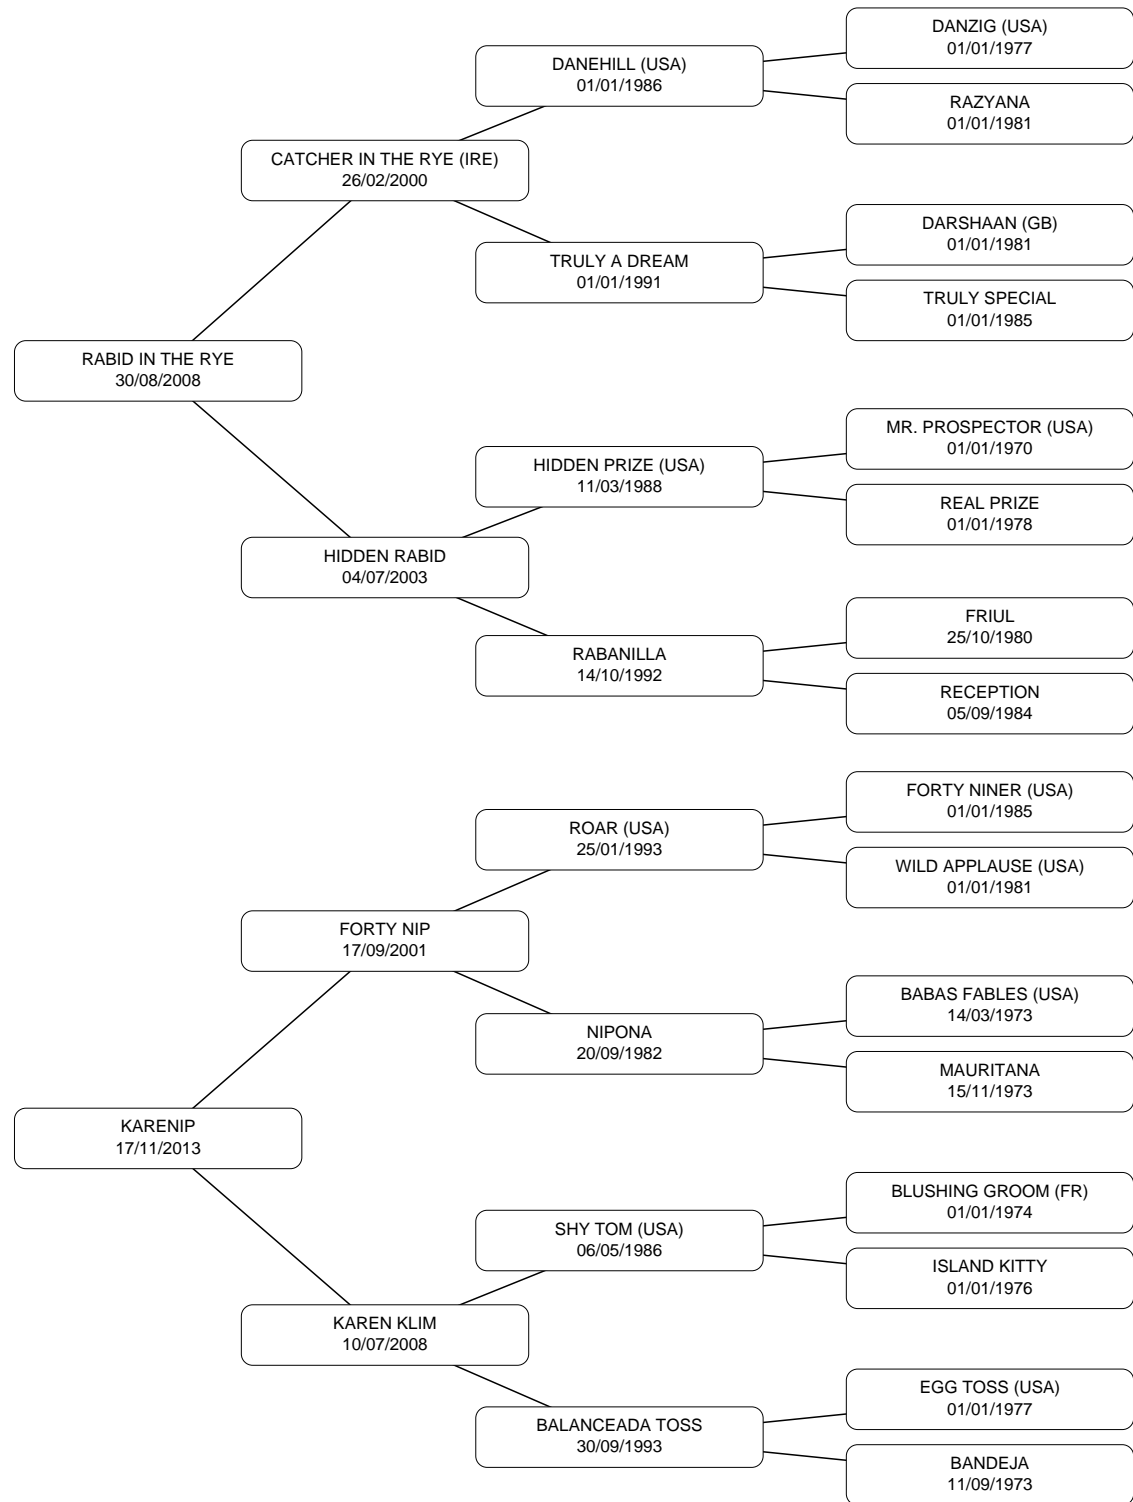 DANZIG (USA)
01/01/1977
DANEHILL (USA)
01/01/1986
RAZYANA
01/01/1981
CATCHER IN THE RYE (IRE)
26/02/2000
DARSHAAN (GB)
01/01/1981
TRULY A DREAM
01/01/1991
TRULY SPECIAL
01/01/1985
RABID IN THE RYE
30/08/2008
MR. PROSPECTOR (USA)
01/01/1970
HIDDEN PRIZE (USA)
11/03/1988
REAL PRIZE
01/01/1978
HIDDEN RABID
04/07/2003
FRIUL
25/10/1980
RABANILLA
14/10/1992
RECEPTION
05/09/1984
FORTY NINER (USA)
01/01/1985
ROAR (USA)
25/01/1993
WILD APPLAUSE (USA)
01/01/1981
FORTY NIP
17/09/2001
BABAS FABLES (USA)
14/03/1973
NIPONA
20/09/1982
MAURITANA
15/11/1973
KARENIP
17/11/2013
BLUSHING GROOM (FR)
01/01/1974
SHY TOM (USA)
06/05/1986
ISLAND KITTY
01/01/1976
KAREN KLIM
10/07/2008
EGG TOSS (USA)
01/01/1977
BALANCEADA TOSS
30/09/1993
BANDEJA
11/09/1973